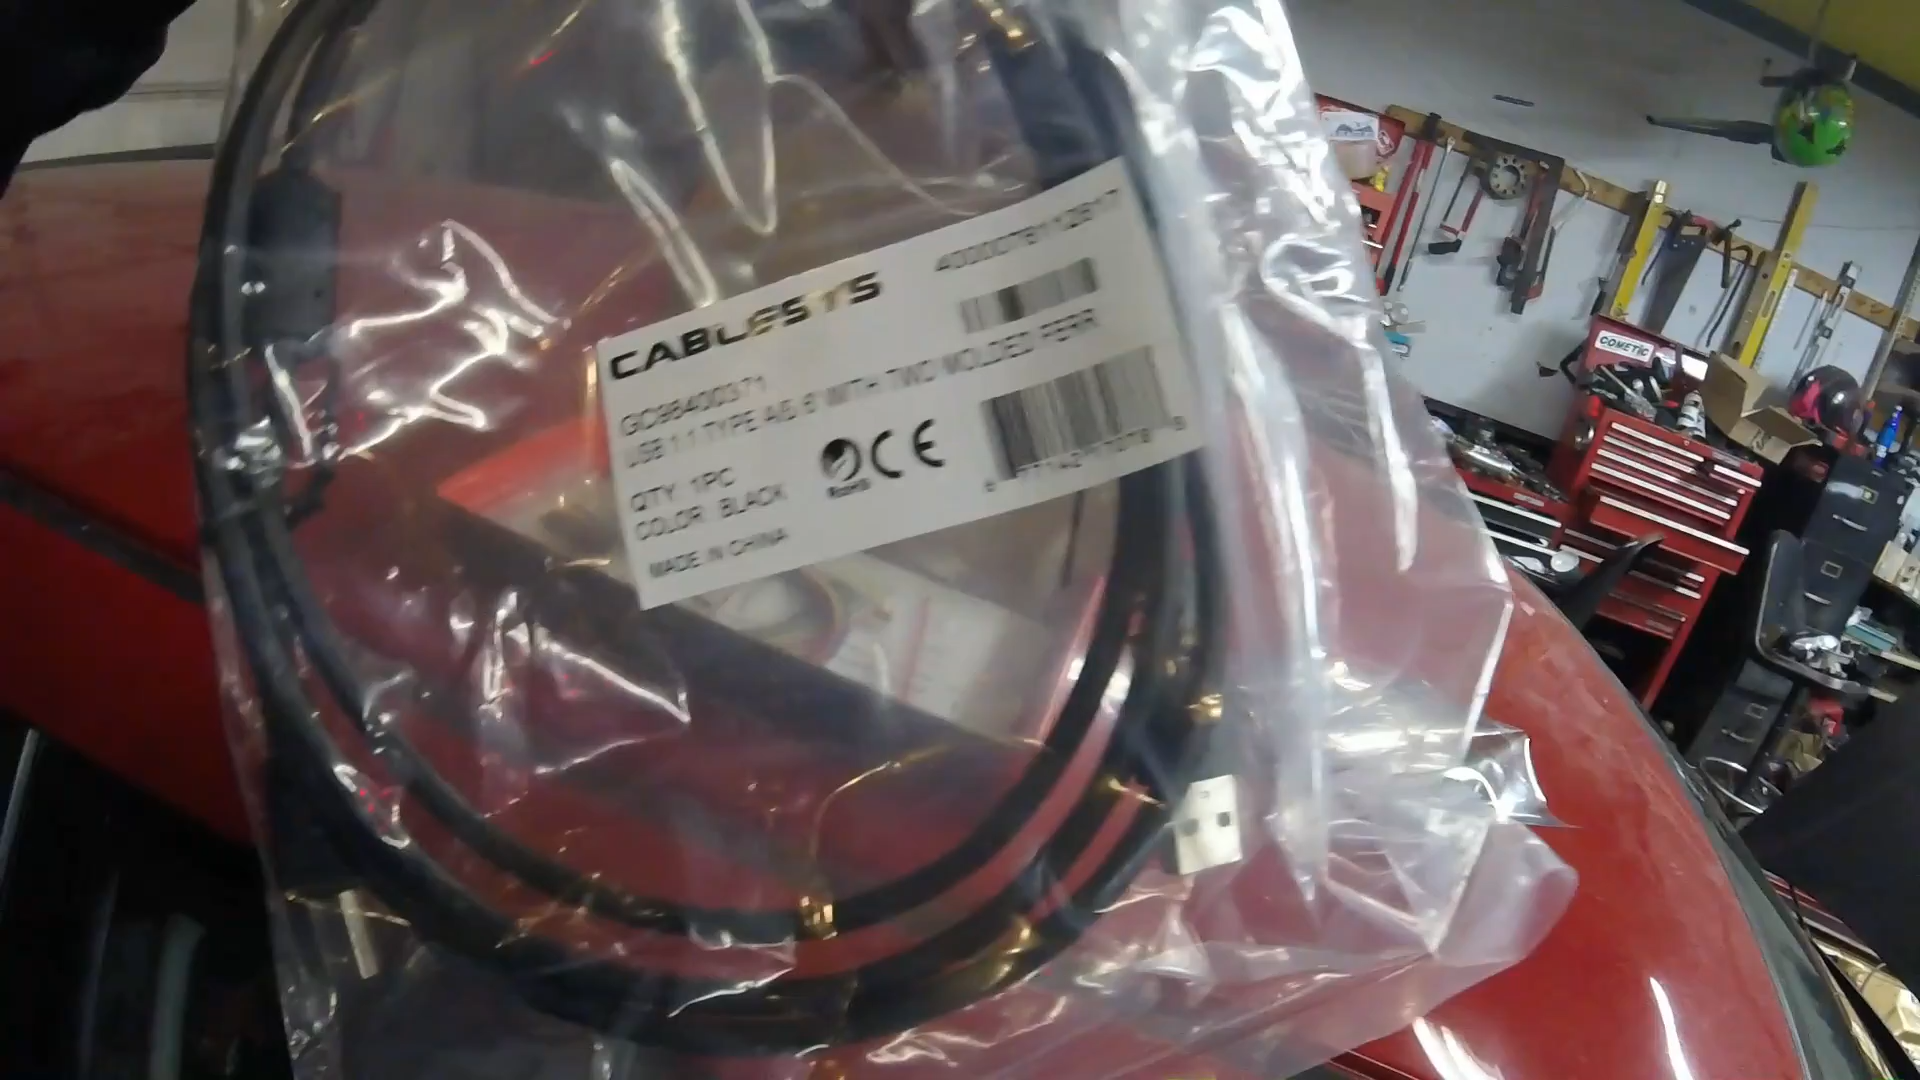 CABLESYS
GC98400371
USB 1.1 TYPE A/B, 6' WITH TWO MOLDED FERR
QTY 1PC
COLOR BLACK
MADE IN CHINA
RoHS CE
COMETIC